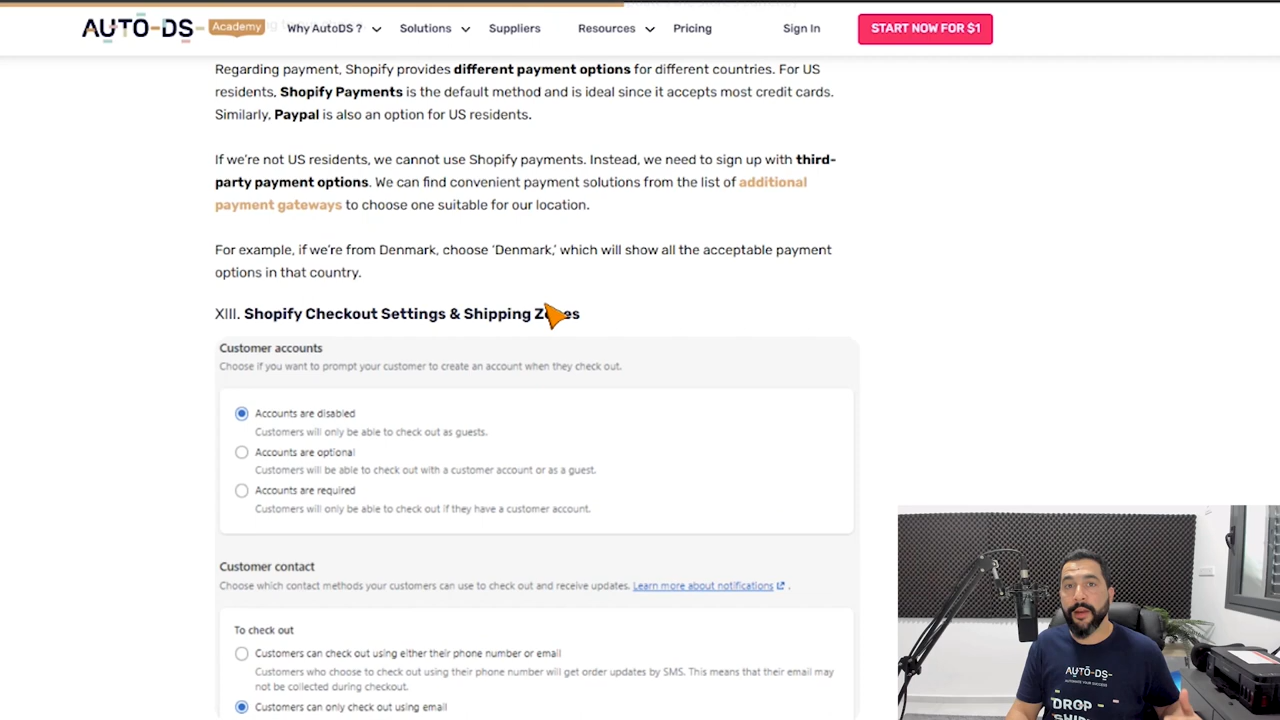 AUTO-DS- Academy Why AutoDS ? Solutions Suppliers Resources Pricing Sign In START NOW FOR $1
Regarding payment, Shopify provides different payment options for different countries. For US
residents, Shopify Payments is the default method and is ideal since it accepts most credit cards.
Similarly, Paypal is also an option for US residents.
If we're not US residents, we cannot use Shopify payments. Instead, we need to sign up with third-
party payment options. We can find convenient payment solutions from the list of additional
payment gateways to choose one suitable for our location.
For example, if we're from Denmark, choose 'Denmark,' which will show all the acceptable payment
options in that country.
XIII. Shopify Checkout Settings & Shipping Zones
Customer accounts
Choose if you want to prompt your customer to create an account when they check out.
Accounts are disabled
Customers will only be able to check out as guests.
Accounts are optional
Customers will be able to check out with a customer account or as a guest.
Accounts are required
Customers will only be able to check out if they have a customer account.
Customer contact
Choose which contact methods your customers can use to check out and receive updates. Learn more about notifications .
To check out
Customers can check out using either their phone number or email
Customers who choose to check out using their phone number will get order updates by SMS. This means that their email may
not be collected during checkout.
Customers can only check out using email
AUTO-DS-
AUTOMATE YOUR SUCCESS
DROP